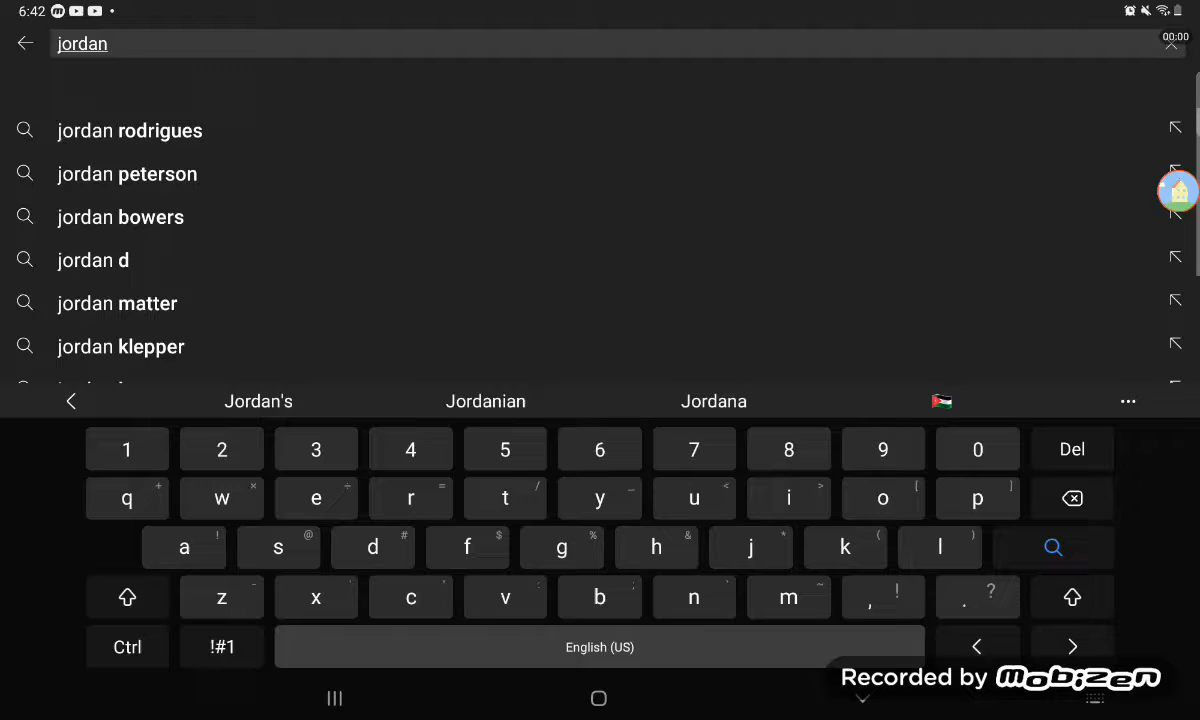 6:42
00:00
jordan
jordan rodrigues
jordan peterson
jordan bowers
jordan d
jordan matter
jordan klepper
Jordan's Jordanian Jordana
1 2 3 4 5 6 7 8 9 0 Del
q + w × e ÷ r = t / y _ u < i > o [ p ]
a ! s @ d # f $ g % h & j * k ( l )
z - x ' c " v : b ; n ` m ~ , ! . ?
Ctrl !#1 English (US) < >
Recorded by mobizen